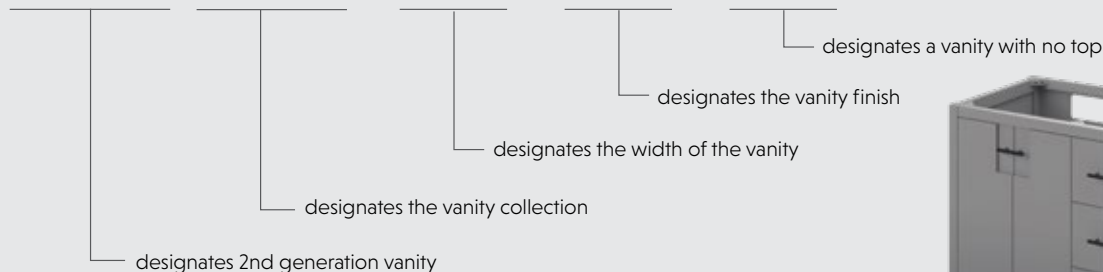 designates a vanity with no top
designates the vanity finish
designates the width of the vanity
designates the vanity collection
designates 2nd generation vanity